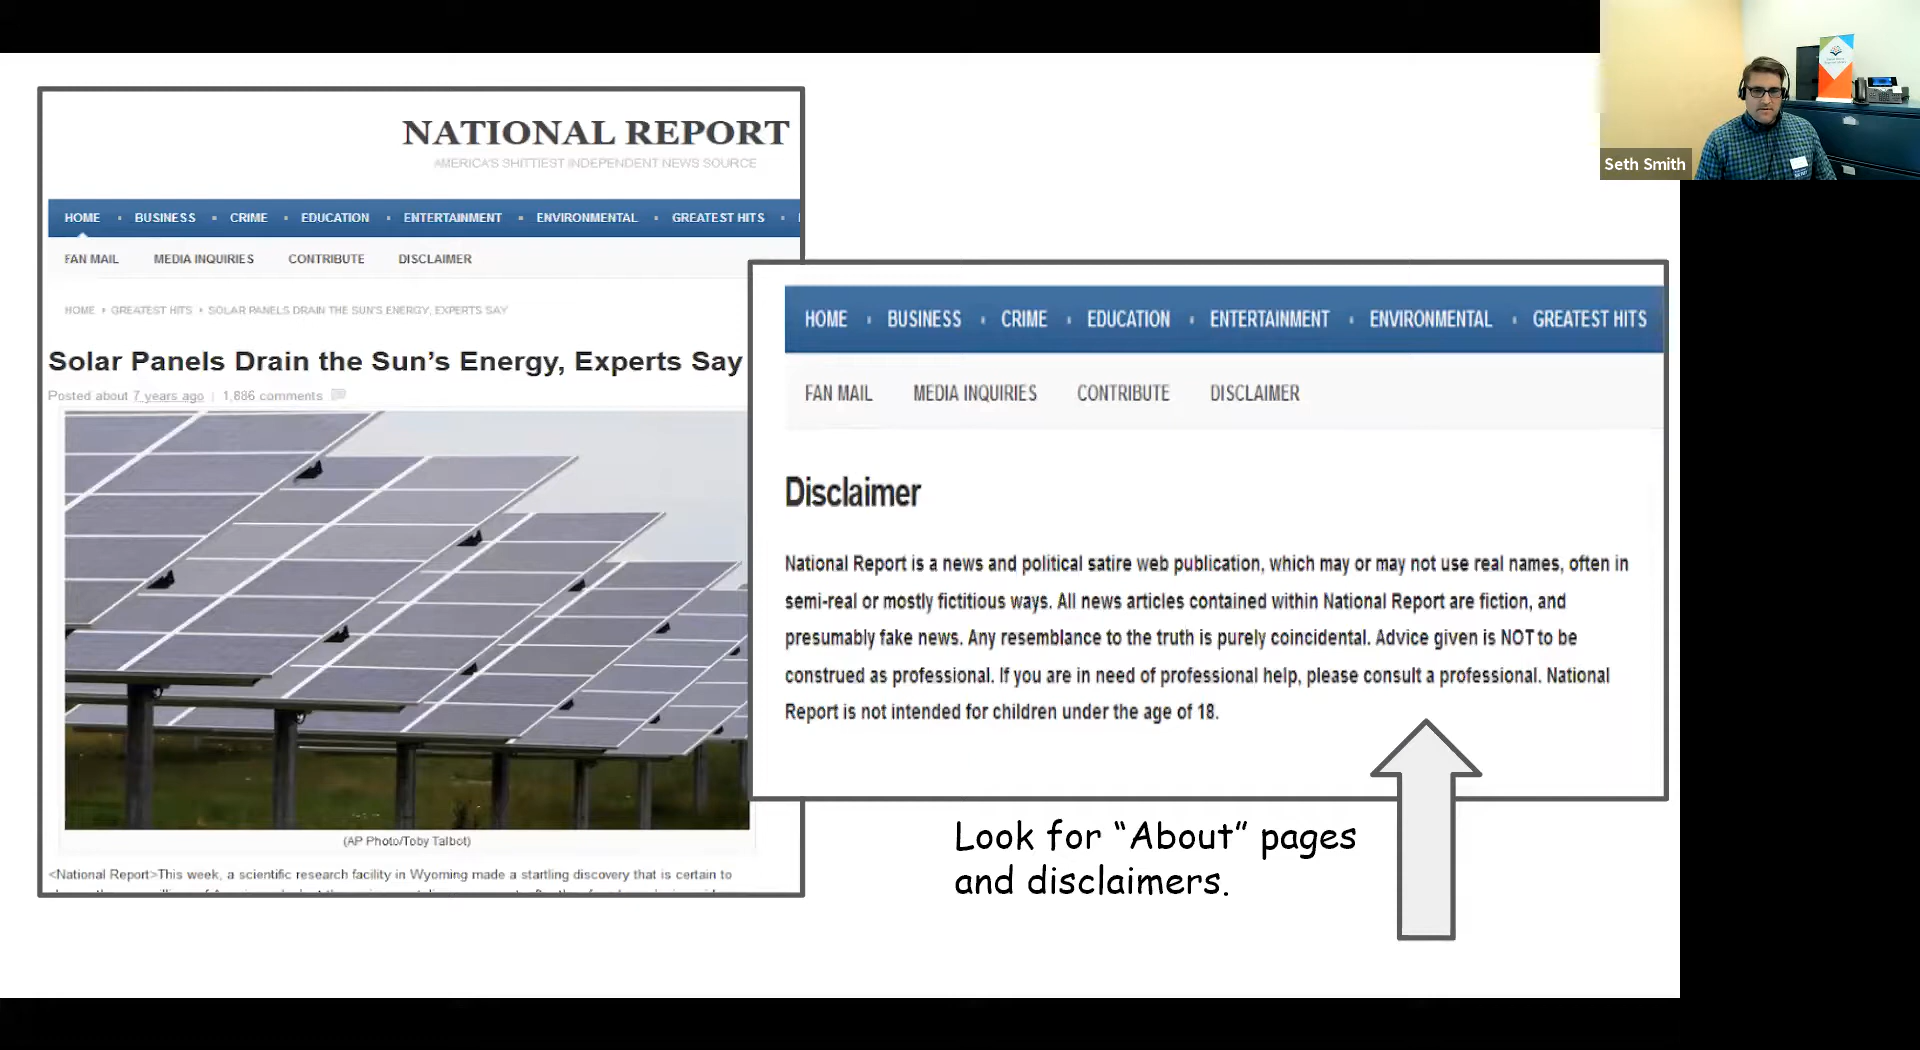 NATIONAL REPORT
AMERICA'S SHITTIEST INDEPENDENT NEWS SOURCE
HOME BUSINESS CRIME EDUCATION ENTERTAINMENT ENVIRONMENTAL GREATEST HITS
FAN MAIL MEDIA INQUIRIES CONTRIBUTE DISCLAIMER
HOME GREATEST HITS SOLAR PANELS DRAIN THE SUN'S ENERGY, EXPERTS SAY
Solar Panels Drain the Sun's Energy, Experts Say
Posted about 7 years ago | 1,886 comments
(AP Photo/Toby Talbot)
<National Report>This week, a scientific research facility in Wyoming made a startling discovery that is certain to
HOME BUSINESS CRIME EDUCATION ENTERTAINMENT ENVIRONMENTAL GREATEST HITS
FAN MAIL MEDIA INQUIRIES CONTRIBUTE DISCLAIMER
Disclaimer
National Report is a news and political satire web publication, which may or may not use real names, often in
semi-real or mostly fictitious ways. All news articles contained within National Report are fiction, and
presumably fake news. Any resemblance to the truth is purely coincidental. Advice given is NOT to be
construed as professional. If you are in need of professional help, please consult a professional. National
Report is not intended for children under the age of 18.
Look for “About” pages
and disclaimers.
Seth Smith